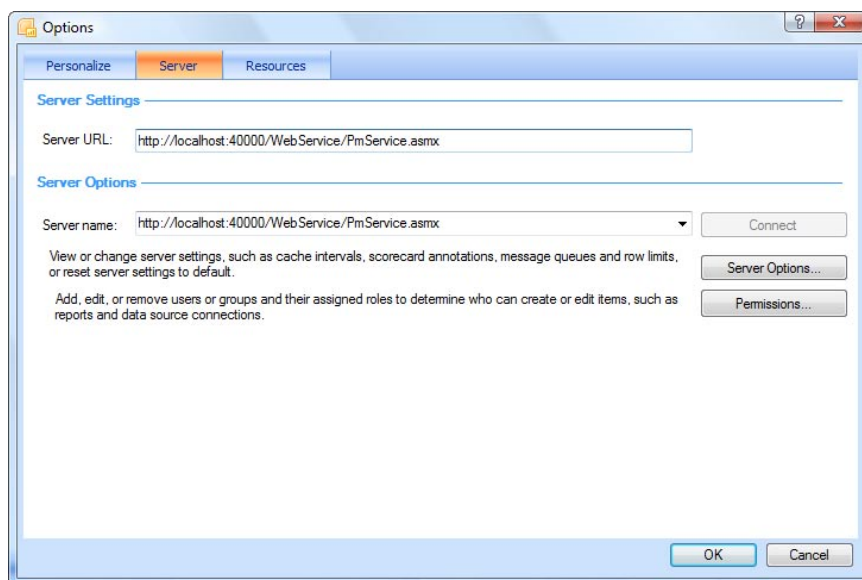 Options
Personalize Server Resources
Server Settings
Server URL: http://localhost:40000/WebService/PmService.asmx
Server Options
Server name: http://localhost:40000/WebService/PmService.asmx Connect
View or change server settings, such as cache intervals, scorecard annotations, message queues and row limits,
or reset server settings to default.
Server Options...
Add, edit, or remove users or groups and their assigned roles to determine who can create or edit items, such as
reports and data source connections.
Permissions...
OK Cancel